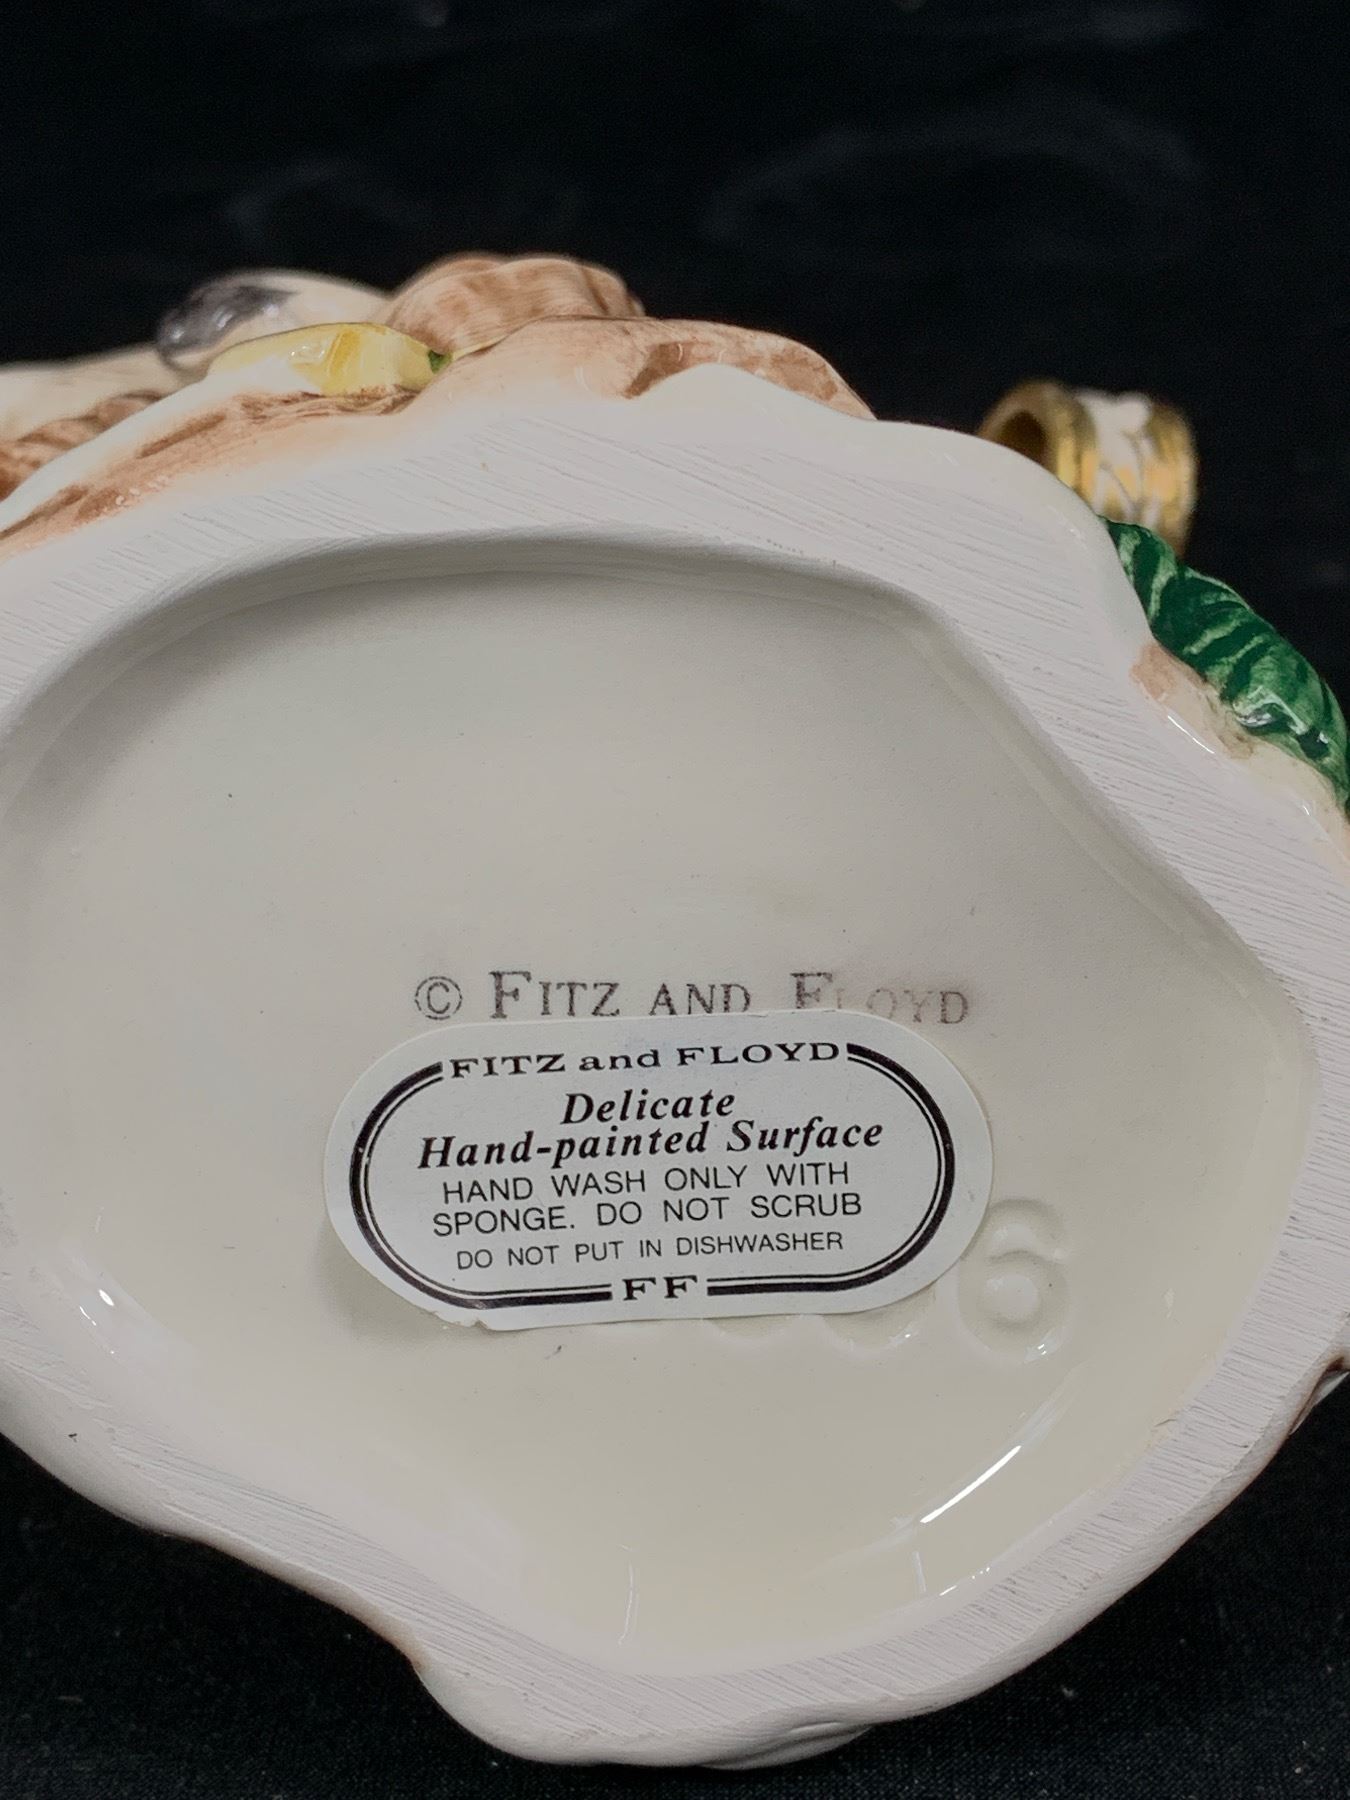 © FITZ AND FLOYD
FITZ and FLOYD
Delicate
Hand-painted Surface
HAND WASH ONLY WITH
SPONGE. DO NOT SCRUB
DO NOT PUT IN DISHWASHER
FF
6